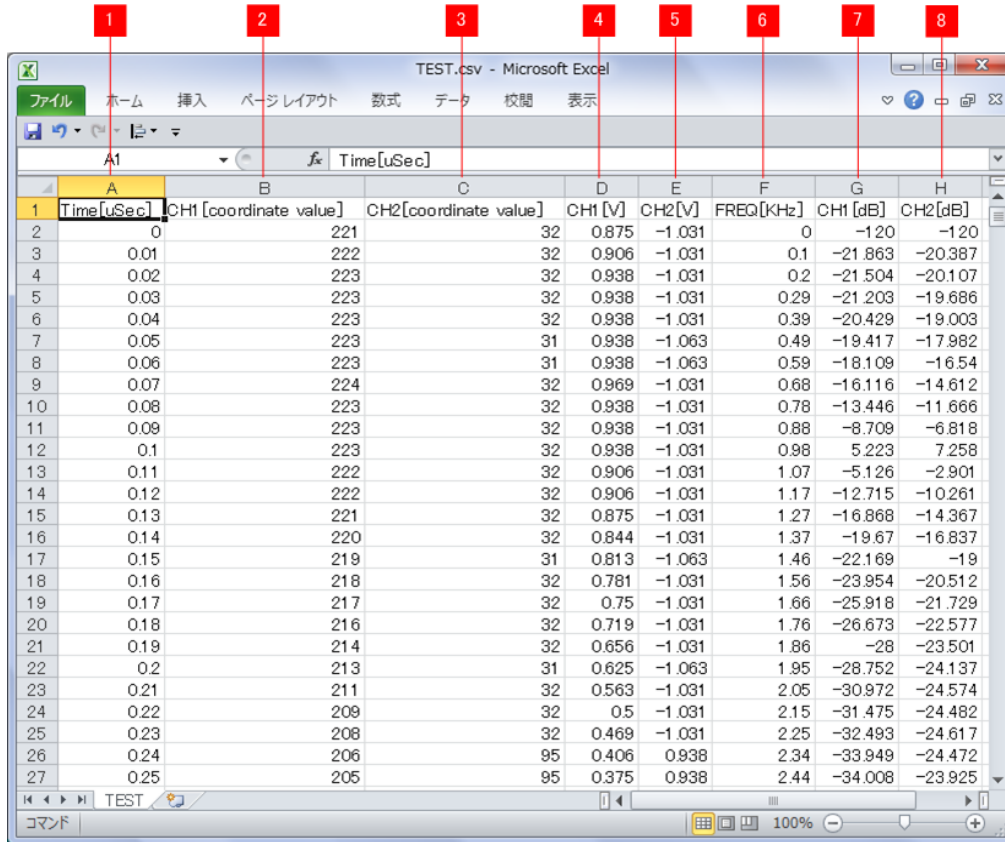 1 2 3 4 5 6 7 8
TEST.csv - Microsoft Excel
ファイル ホーム 挿入 ページ レイアウト 数式 データ 校閲 表示
A1 fx Time[uSec]
A B C D E F G H
1 Time[uSec] CH1[coordinate value] CH2[coordinate value] CH1[V] CH2[V] FREQ[KHz] CH1[dB] CH2[dB]
2 0 221 32 0.875 -1.031 0 -120 -120
3 0.01 222 32 0.906 -1.031 0.1 -21.863 -20.387
4 0.02 223 32 0.938 -1.031 0.2 -21.504 -20.107
5 0.03 223 32 0.938 -1.031 0.29 -21.203 -19.686
6 0.04 223 32 0.938 -1.031 0.39 -20.429 -19.003
7 0.05 223 31 0.938 -1.063 0.49 -19.417 -17.982
8 0.06 223 31 0.938 -1.063 0.59 -18.109 -16.54
9 0.07 224 32 0.969 -1.031 0.68 -16.116 -14.612
10 0.08 223 32 0.938 -1.031 0.78 -13.446 -11.666
11 0.09 223 32 0.938 -1.031 0.88 -8.709 -6.818
12 0.1 223 32 0.938 -1.031 0.98 5.223 7.258
13 0.11 222 32 0.906 -1.031 1.07 -5.126 -2.901
14 0.12 222 32 0.906 -1.031 1.17 -12.715 -10.261
15 0.13 221 32 0.875 -1.031 1.27 -16.868 -14.367
16 0.14 220 32 0.844 -1.031 1.37 -19.67 -16.837
17 0.15 219 31 0.813 -1.063 1.46 -22.169 -19
18 0.16 218 32 0.781 -1.031 1.56 -23.954 -20.512
19 0.17 217 32 0.75 -1.031 1.66 -25.918 -21.729
20 0.18 216 32 0.719 -1.031 1.76 -26.673 -22.577
21 0.19 214 32 0.656 -1.031 1.86 -28 -23.501
22 0.2 213 31 0.625 -1.063 1.95 -28.752 -24.137
23 0.21 211 32 0.563 -1.031 2.05 -30.972 -24.574
24 0.22 209 32 0.5 -1.031 2.15 -31.475 -24.482
25 0.23 208 32 0.469 -1.031 2.25 -32.493 -24.617
26 0.24 206 95 0.406 0.938 2.34 -33.949 -24.472
27 0.25 205 95 0.375 0.938 2.44 -34.008 -23.925
TEST
コマンド 100%